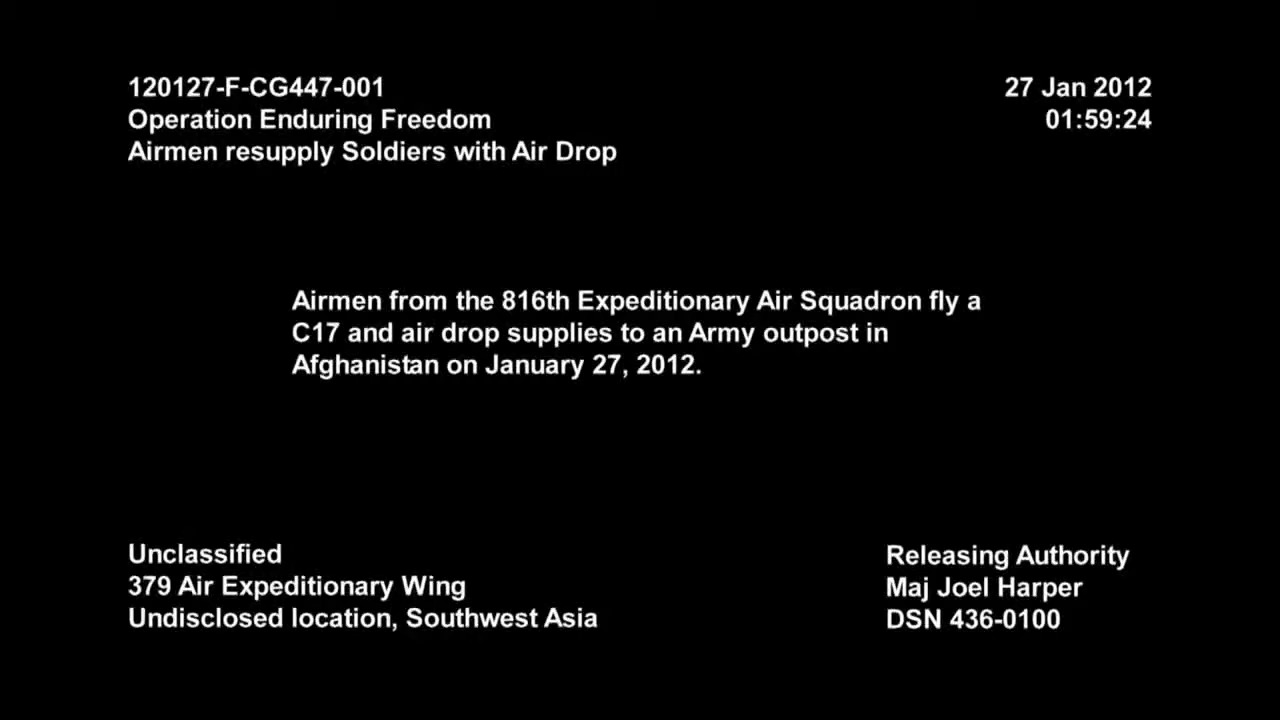 120127-F-CG447-001
Operation Enduring Freedom
Airmen resupply Soldiers with Air Drop
27 Jan 2012
01:59:24
Airmen from the 816th Expeditionary Air Squadron fly a
C17 and air drop supplies to an Army outpost in
Afghanistan on January 27, 2012.
Unclassified
379 Air Expeditionary Wing
Undisclosed location, Southwest Asia
Releasing Authority
Maj Joel Harper
DSN 436-0100